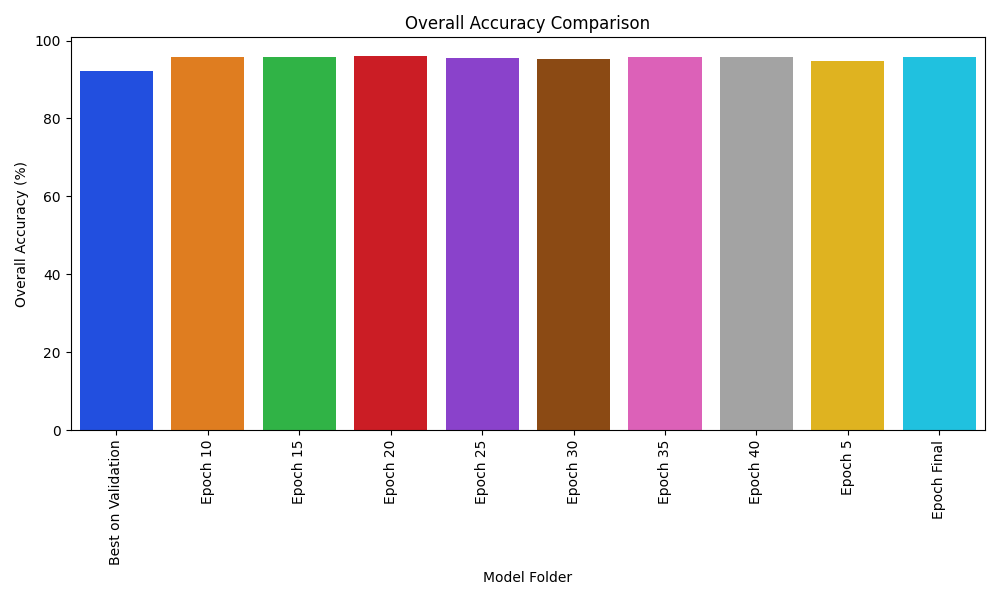 Overall Accuracy Comparison
Overall Accuracy (%)
100
80
60
40
20
0
Best on Validation
Epoch 10
Epoch 15
Epoch 20
Epoch 25
Epoch 30
Epoch 35
Epoch 40
Epoch 5
Epoch Final
Model Folder